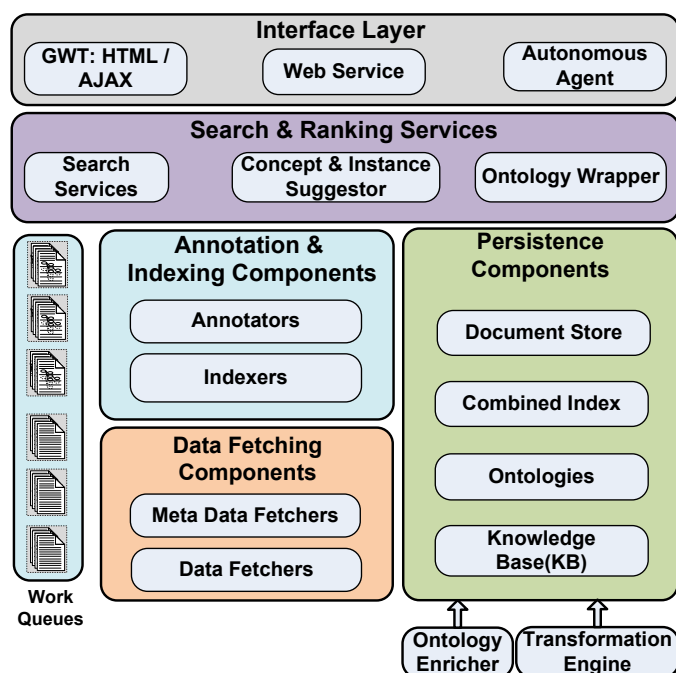 Interface Layer
GWT: HTML /
AJAX
Web Service
Autonomous
Agent
Search & Ranking Services
Search
Services
Concept & Instance
Suggestor
Ontology Wrapper
Annotation &
Indexing Components
Annotators
Indexers
Data Fetching
Components
Meta Data Fetchers
Data Fetchers
Persistence
Components
Document Store
Combined Index
Ontologies
Knowledge
Base(KB)
Work
Queues
Ontology
Enricher
Transformation
Engine